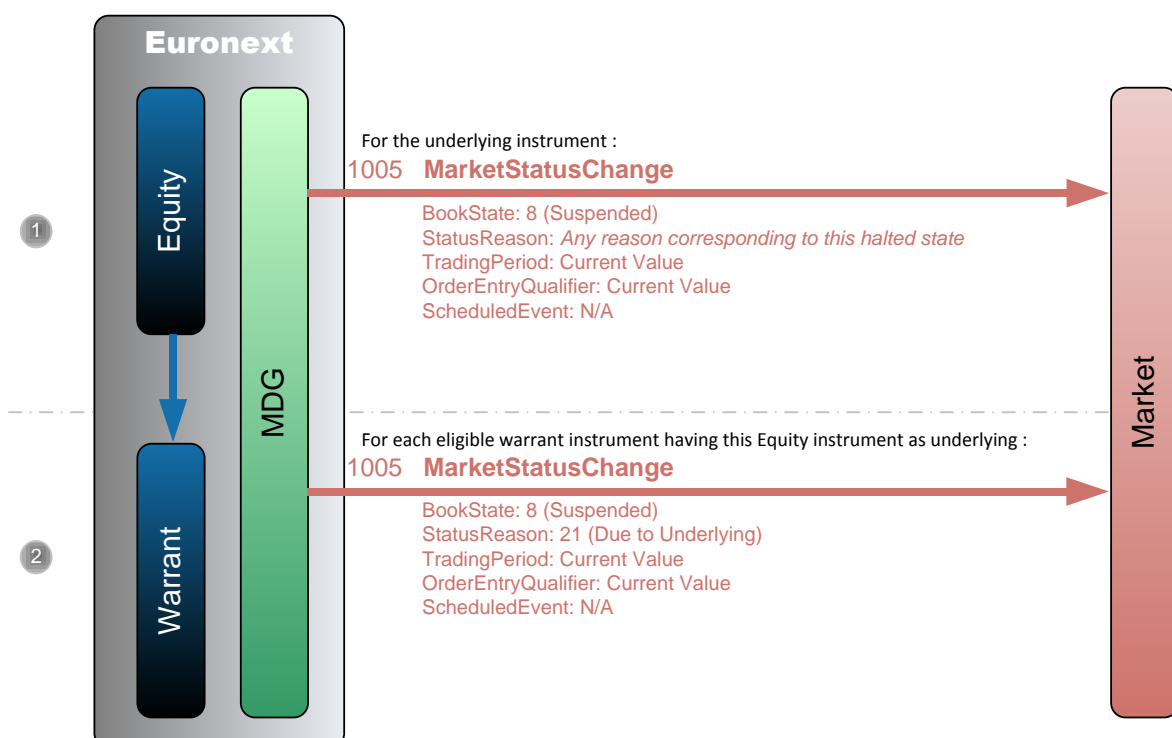 Euronext
Equity
MDG
Market
1
For the underlying instrument :
1005 MarketStatusChange
BookState: 8 (Suspended)
StatusReason: Any reason corresponding to this halted state
TradingPeriod: Current Value
OrderEntryQualifier: Current Value
ScheduledEvent: N/A
Warrant
2
For each eligible warrant instrument having this Equity instrument as underlying :
1005 MarketStatusChange
BookState: 8 (Suspended)
StatusReason: 21 (Due to Underlying)
TradingPeriod: Current Value
OrderEntryQualifier: Current Value
ScheduledEvent: N/A